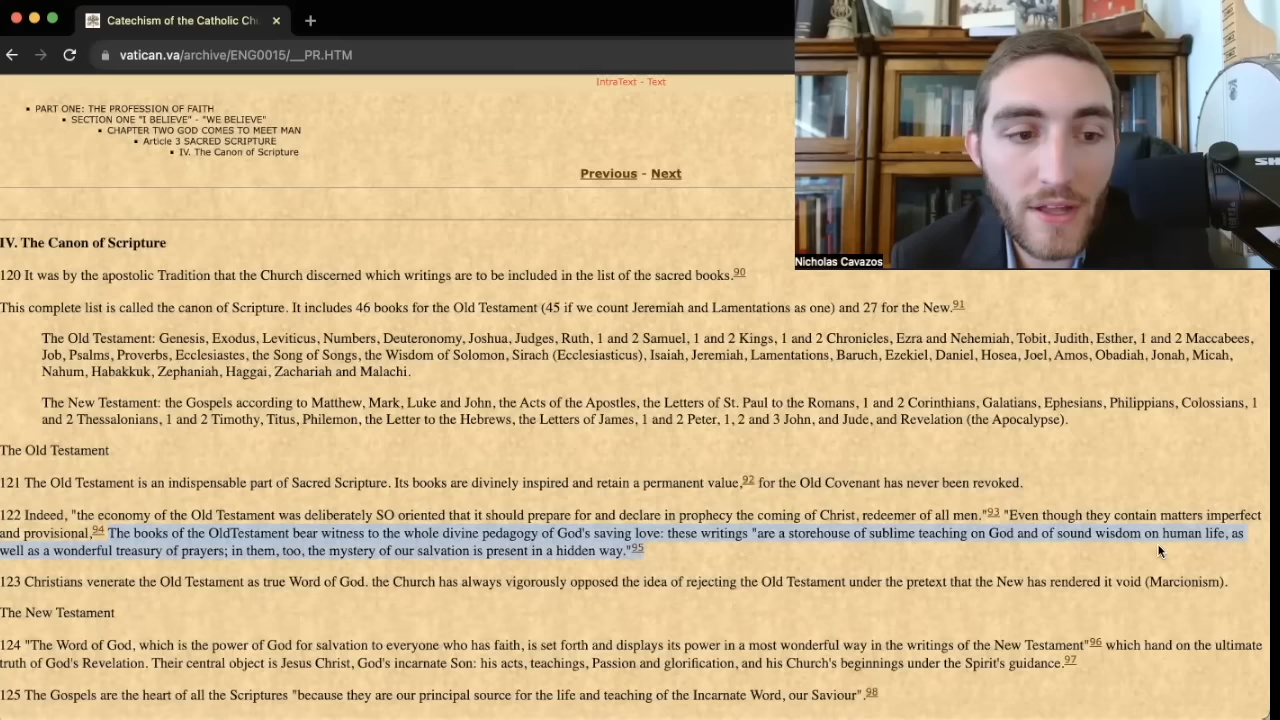 Catechism of the Catholic Ch
vatican.va/archive/ENG0015/__PR.HTM
IntraText - Text
PART ONE: THE PROFESSION OF FAITH
SECTION ONE "I BELIEVE" - "WE BELIEVE"
CHAPTER TWO GOD COMES TO MEET MAN
Article 3 SACRED SCRIPTURE
IV. The Canon of Scripture
Previous - Next
SH
Nicholas Cavazos
IV. The Canon of Scripture
120 It was by the apostolic Tradition that the Church discerned which writings are to be included in the list of the sacred books.90
This complete list is called the canon of Scripture. It includes 46 books for the Old Testament (45 if we count Jeremiah and Lamentations as one) and 27 for the New.91
The Old Testament: Genesis, Exodus, Leviticus, Numbers, Deuteronomy, Joshua, Judges, Ruth, 1 and 2 Samuel, 1 and 2 Kings, 1 and 2 Chronicles, Ezra and Nehemiah, Tobit, Judith, Esther, 1 and 2 Maccabees,
Job, Psalms, Proverbs, Ecclesiastes, the Song of Songs, the Wisdom of Solomon, Sirach (Ecclesiasticus), Isaiah, Jeremiah, Lamentations, Baruch, Ezekiel, Daniel, Hosea, Joel, Amos, Obadiah, Jonah, Micah,
Nahum, Habakkuk, Zephaniah, Haggai, Zachariah and Malachi.
The New Testament: the Gospels according to Matthew, Mark, Luke and John, the Acts of the Apostles, the Letters of St. Paul to the Romans, 1 and 2 Corinthians, Galatians, Ephesians, Philippians, Colossians, 1
and 2 Thessalonians, 1 and 2 Timothy, Titus, Philemon, the Letter to the Hebrews, the Letters of James, 1 and 2 Peter, 1, 2 and 3 John, and Jude, and Revelation (the Apocalypse).
The Old Testament
121 The Old Testament is an indispensable part of Sacred Scripture. Its books are divinely inspired and retain a permanent value,92 for the Old Covenant has never been revoked.
122 Indeed, "the economy of the Old Testament was deliberately SO oriented that it should prepare for and declare in prophecy the coming of Christ, redeemer of all men."93 "Even though they contain matters imperfect
and provisional,94 The books of the OldTestament bear witness to the whole divine pedagogy of God's saving love: these writings "are a storehouse of sublime teaching on God and of sound wisdom on human life, as
well as a wonderful treasury of prayers; in them, too, the mystery of our salvation is present in a hidden way."95
123 Christians venerate the Old Testament as true Word of God. the Church has always vigorously opposed the idea of rejecting the Old Testament under the pretext that the New has rendered it void (Marcionism).
The New Testament
124 "The Word of God, which is the power of God for salvation to everyone who has faith, is set forth and displays its power in a most wonderful way in the writings of the New Testament"96 which hand on the ultimate
truth of God's Revelation. Their central object is Jesus Christ, God's incarnate Son: his acts, teachings, Passion and glorification, and his Church's beginnings under the Spirit's guidance.97
125 The Gospels are the heart of all the Scriptures "because they are our principal source for the life and teaching of the Incarnate Word, our Saviour".98